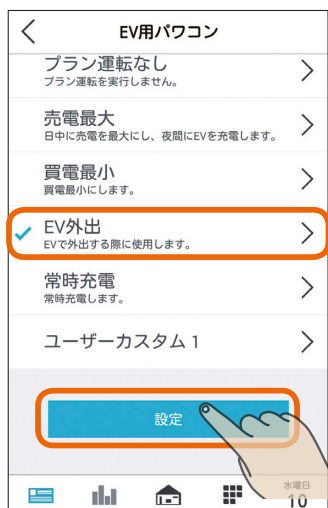 EV用パワコン
プラン運転なし
プラン運転を実行しません。
売電最大
日中に売電を最大にし、夜間にEVを充電します。
買電最小
買電最小にします。
EV外出
EVで外出する際に使用します。
常時充電
常時充電します。
ユーザーカスタム1
設定
水曜日
10